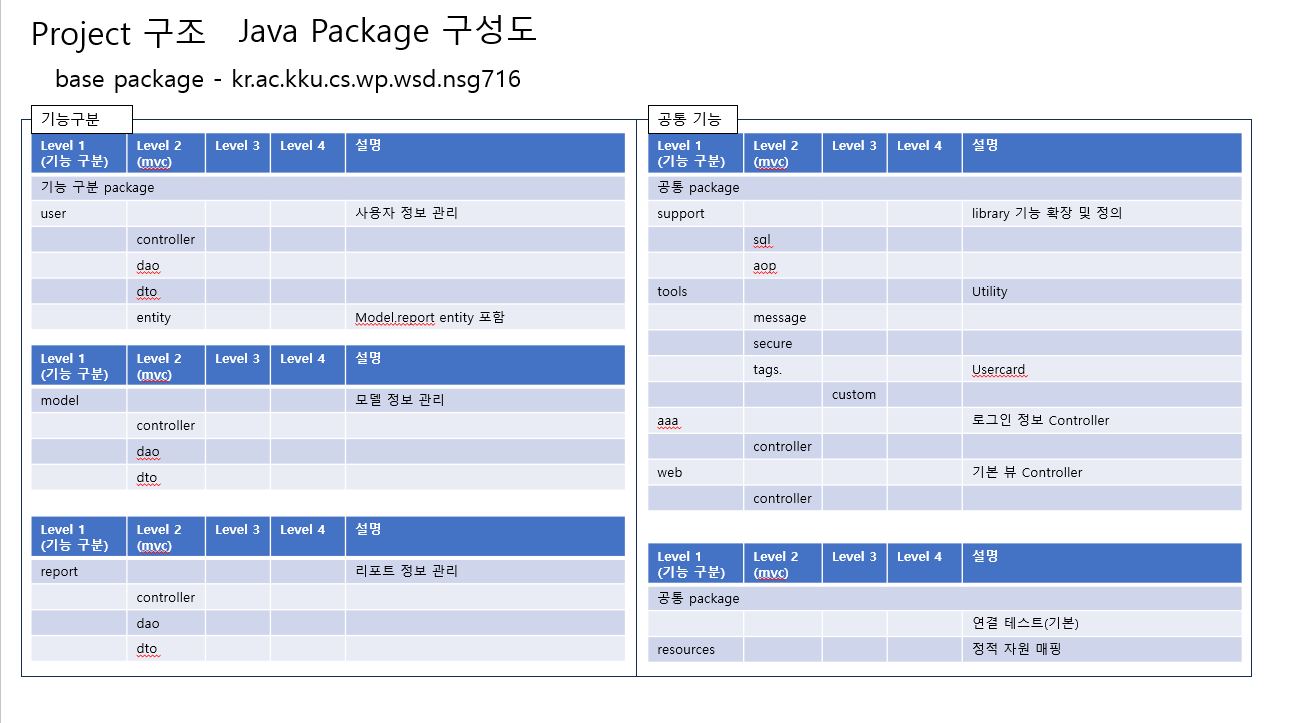 Project 구조 Java Package 구성도
base package - kr.ac.kku.cs.wp.wsd.nsg716
기능구분
Level 1 (기능 구분) Level 2 (mvc) Level 3 Level 4 설명
기능 구분 package
user 사용자 정보 관리
controller
dao
dto
entity Model.report entity 포함
Level 1 (기능 구분) Level 2 (mvc) Level 3 Level 4 설명
model 모델 정보 관리
controller
dao
dto
Level 1 (기능 구분) Level 2 (mvc) Level 3 Level 4 설명
report 리포트 정보 관리
controller
dao
dto
공통 기능
Level 1 (기능 구분) Level 2 (mvc) Level 3 Level 4 설명
공통 package
support library 기능 확장 및 정의
sql
aop
tools Utility
message
secure
tags. Usercard
custom
aaa 로그인 정보 Controller
controller
web 기본 뷰 Controller
controller
Level 1 (기능 구분) Level 2 (mvc) Level 3 Level 4 설명
공통 package
연결 테스트(기본)
resources 정적 자원 매핑